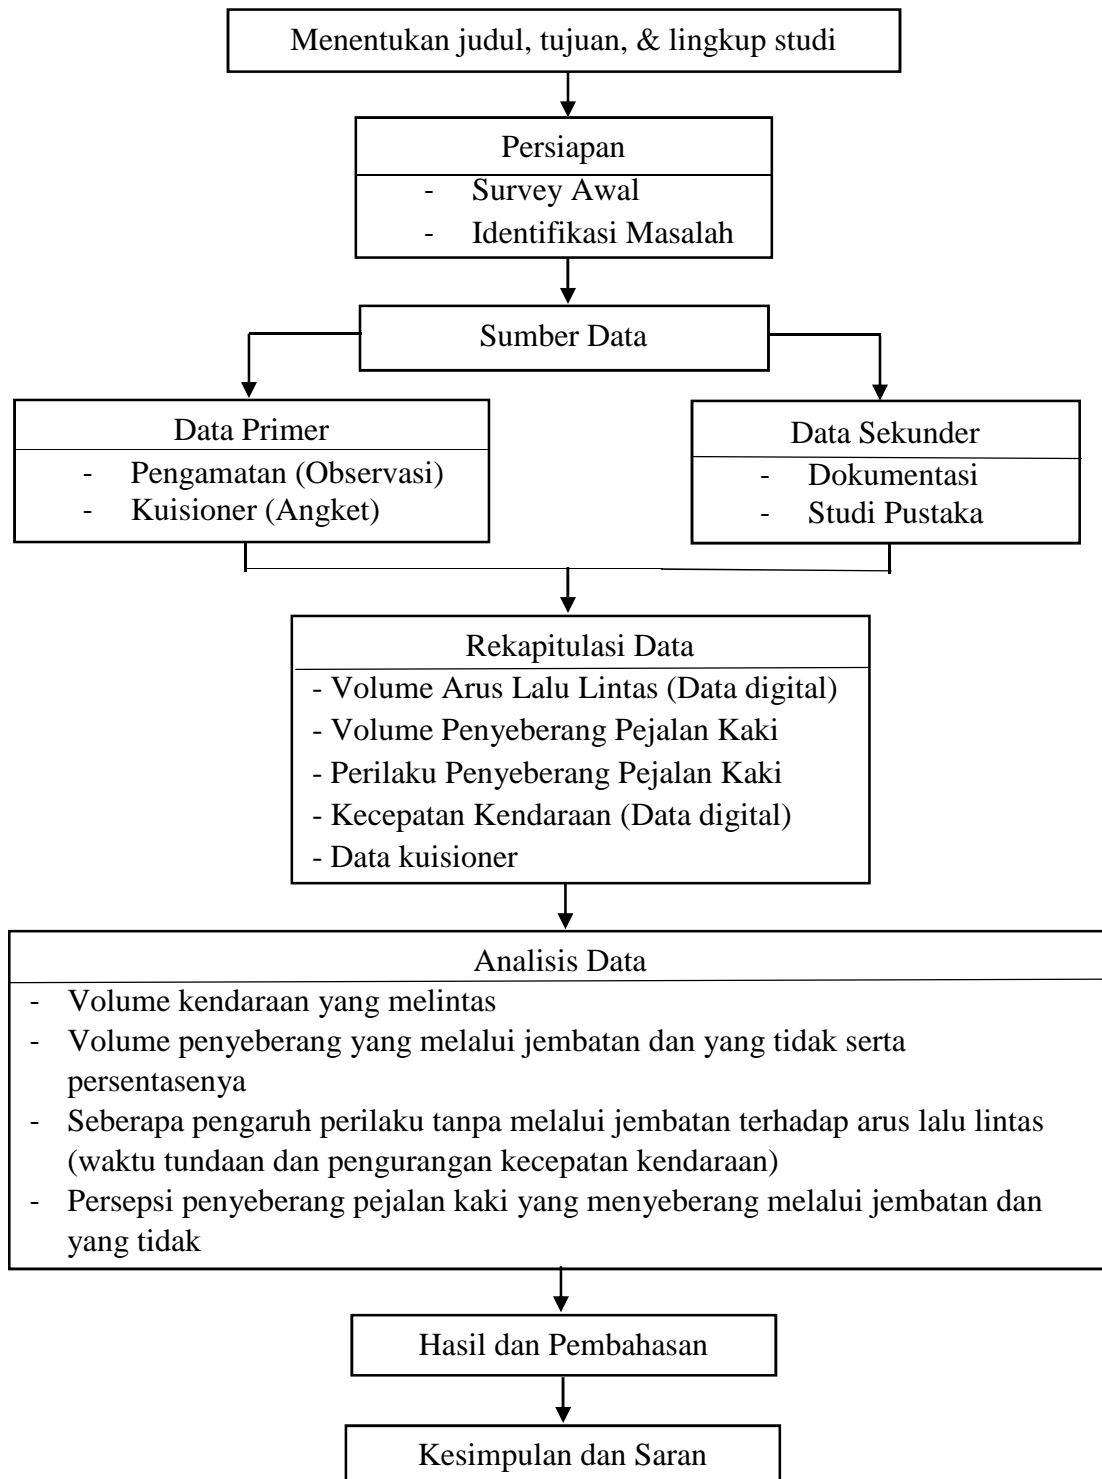 Menentukan judul, tujuan, & lingkup studi
Persiapan
- Survey Awal
- Identifikasi Masalah
Sumber Data
Data Primer
- Pengamatan (Observasi)
- Kuisioner (Angket)
Data Sekunder
- Dokumentasi
- Studi Pustaka
Rekapitulasi Data
- Volume Arus Lalu Lintas (Data digital)
- Volume Penyeberang Pejalan Kaki
- Perilaku Penyeberang Pejalan Kaki
- Kecepatan Kendaraan (Data digital)
- Data kuisioner
Analisis Data
- Volume kendaraan yang melintas
- Volume penyeberang yang melalui jembatan dan yang tidak serta
persentasenya
- Seberapa pengaruh perilaku tanpa melalui jembatan terhadap arus lalu lintas
(waktu tundaan dan pengurangan kecepatan kendaraan)
- Persepsi penyeberang pejalan kaki yang menyeberang melalui jembatan dan
yang tidak
Hasil dan Pembahasan
Kesimpulan dan Saran